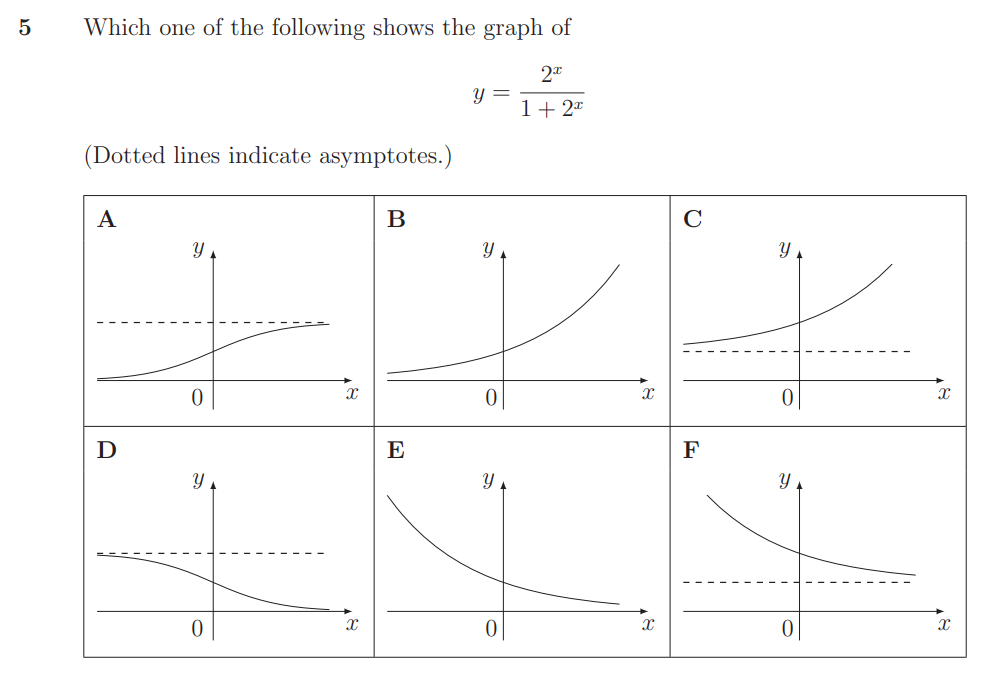 5 Which one of the following shows the graph of
y = 2^x / (1 + 2^x)
(Dotted lines indicate asymptotes.)
A B C
y y y
0 x 0 x 0 x
D E F
y y y
0 x 0 x 0 x